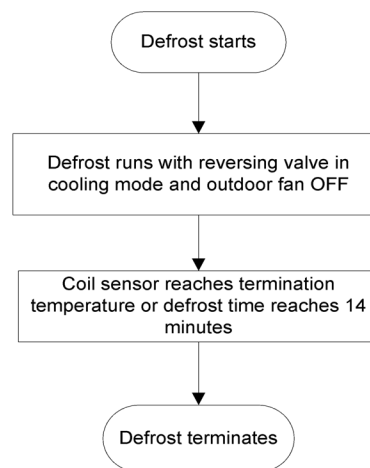 Defrost starts
Defrost runs with reversing valve in
cooling mode and outdoor fan OFF
Coil sensor reaches termination
temperature or defrost time reaches 14
minutes
Defrost terminates